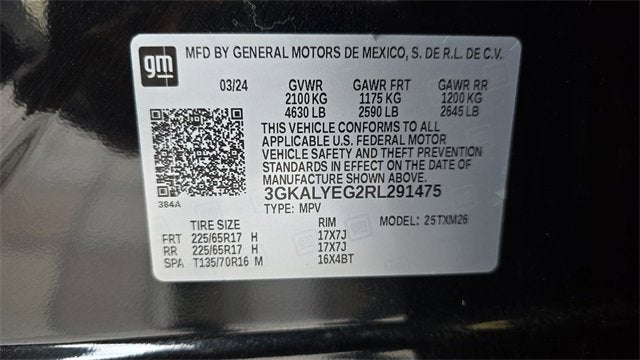 gm
MFD BY GENERAL MOTORS DE MEXICO, S. DE R.L. DE C.V.
03/24 GVWR GAWR FRT GAWR RR
2100 KG 1175 KG 1200 KG
4630 LB 2590 LB 2645 LB
THIS VEHICLE CONFORMS TO ALL
APPLICABLE U.S. FEDERAL MOTOR
VEHICLE SAFETY AND THEFT PREVENTION
STANDARDS IN EFFECT ON THE DATE OF
MANUFACTURE SHOWN ABOVE.
3GKALYEG2RL291475
384A
TYPE: MPV
TIRE SIZE RIM MODEL: 25TXM26
FRT 225/65R17 H 17X7J
RR 225/65R17 H 17X7J
SPA T135/70R16 M 16X4BT